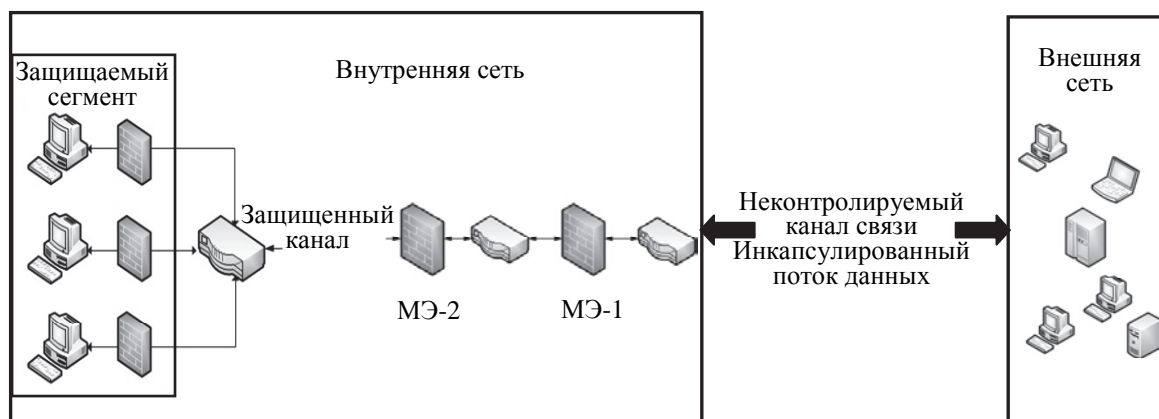 Защищаемый
сегмент
Внутренняя сеть
Внешняя
сеть
Защищенный
канал
МЭ-2
МЭ-1
Неконтролируемый
канал связи
Инкапсулированный
поток данных